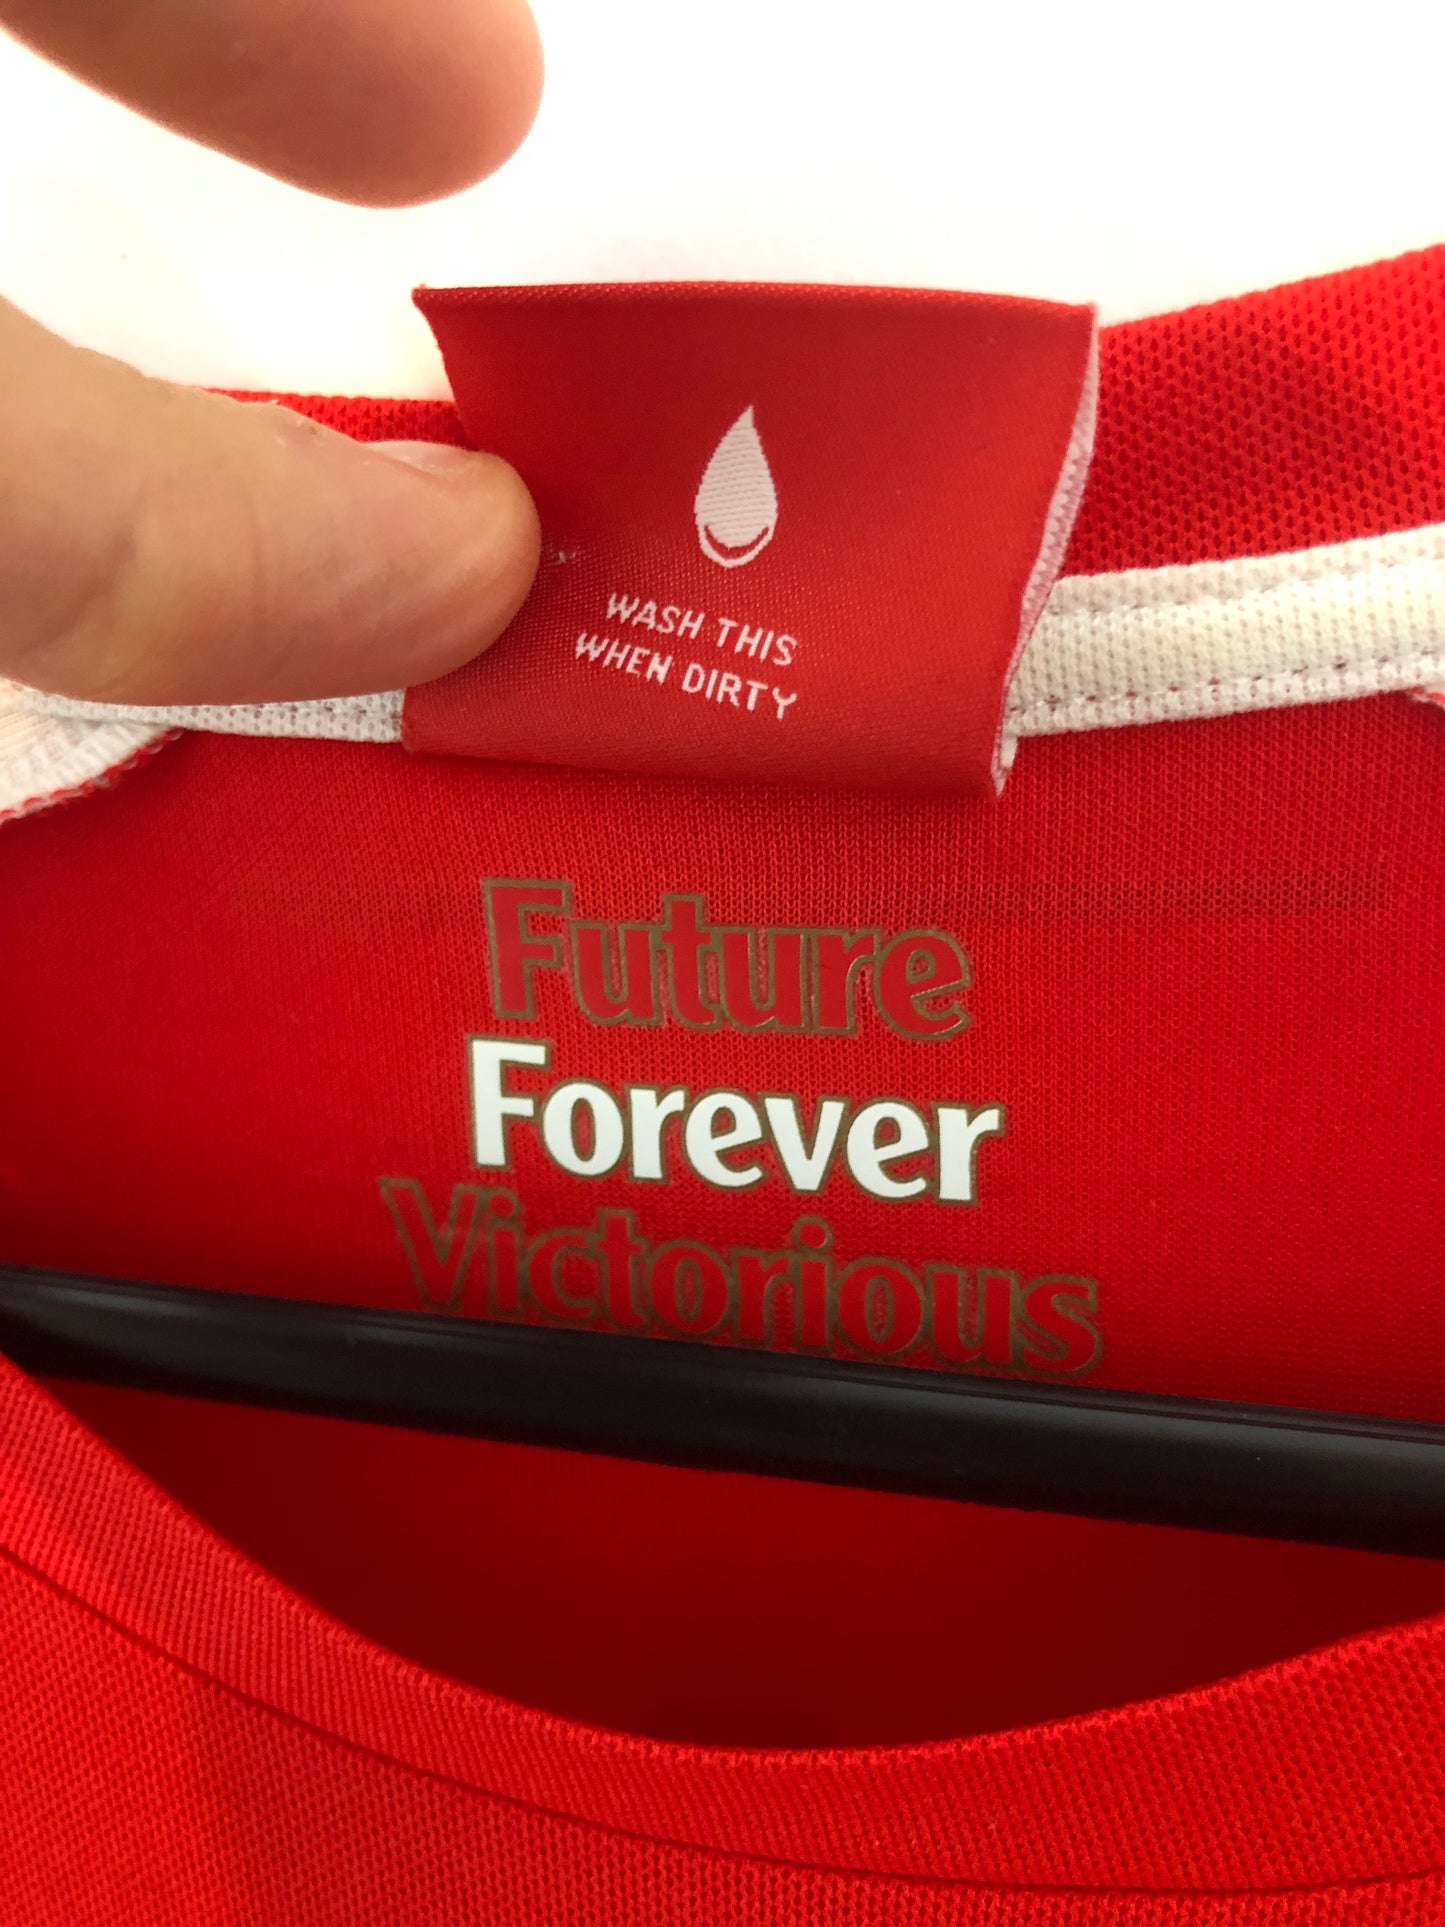 WASH THIS
WHEN DIRTY
Future
Forever
Victorious